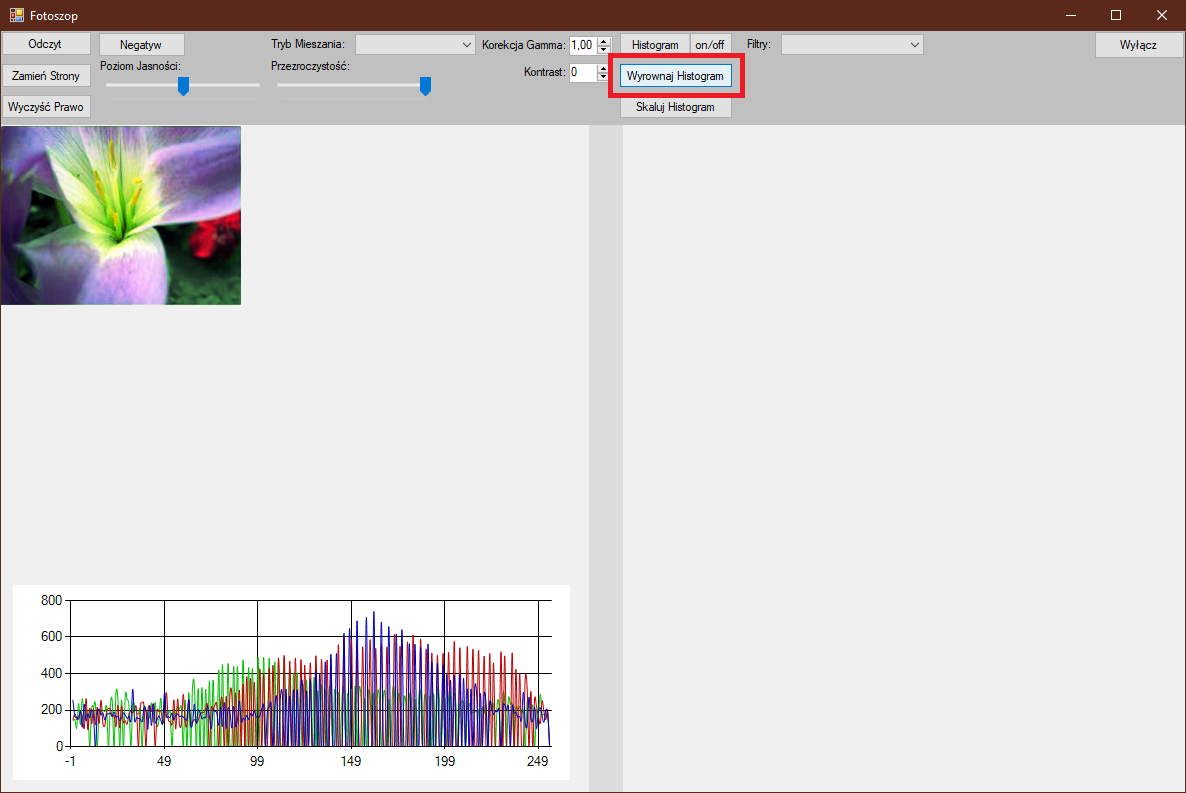 Fotoszop
Odczyt
Negatyw
Tryb Mieszania:
Korekcja Gamma: 1,00
Histogram
on/off
Filtry:
Wyłącz
Zamień Strony
Poziom Jasności:
Przezroczystość:
Kontrast: 0
Wyrownaj Histogram
Wyczyść Prawo
Skaluj Histogram
800
600
400
200
0
-1 49 99 149 199 249